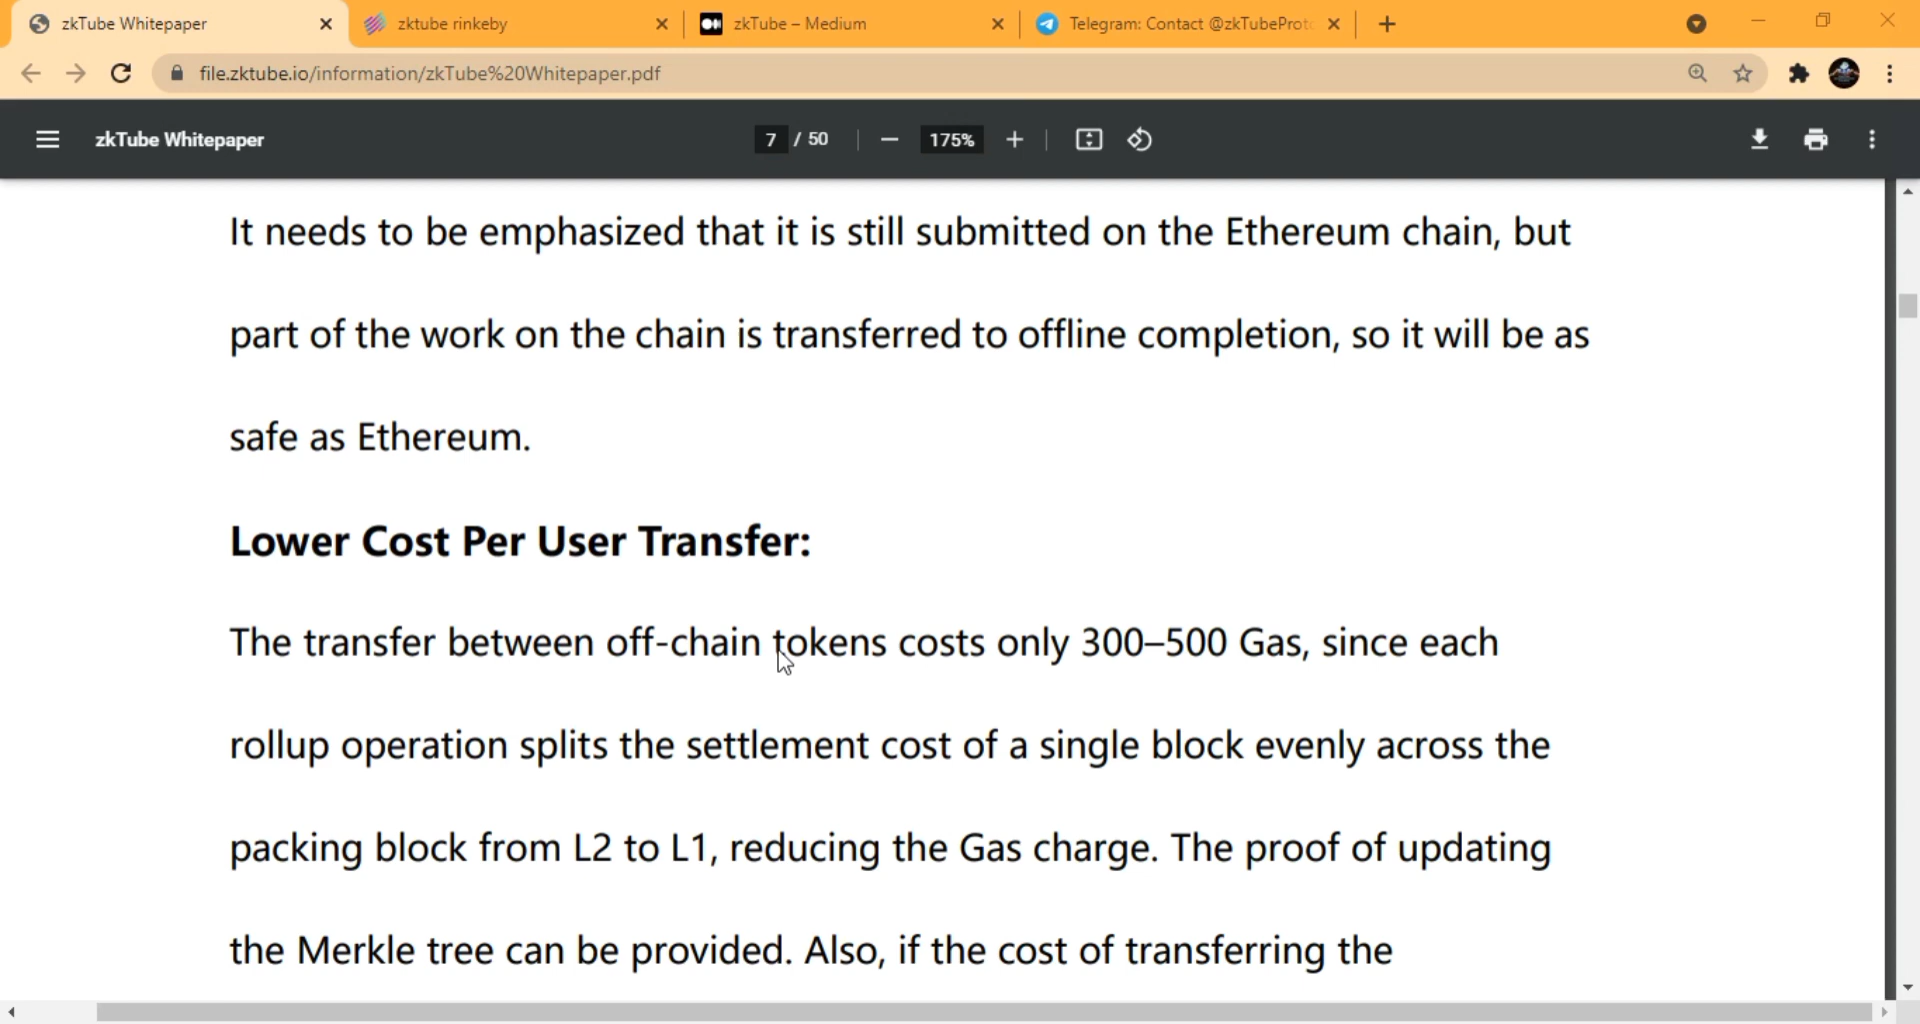 zkTube Whitepaper
zktube rinkeby
zkTube – Medium
Telegram: Contact @zkTubeProto
file.zktube.io/information/zkTube%20Whitepaper.pdf
zkTube Whitepaper
7 / 50
175%
It needs to be emphasized that it is still submitted on the Ethereum chain, but
part of the work on the chain is transferred to offline completion, so it will be as
safe as Ethereum.
Lower Cost Per User Transfer:
The transfer between off-chain tokens costs only 300–500 Gas, since each
rollup operation splits the settlement cost of a single block evenly across the
packing block from L2 to L1, reducing the Gas charge. The proof of updating
the Merkle tree can be provided. Also, if the cost of transferring the